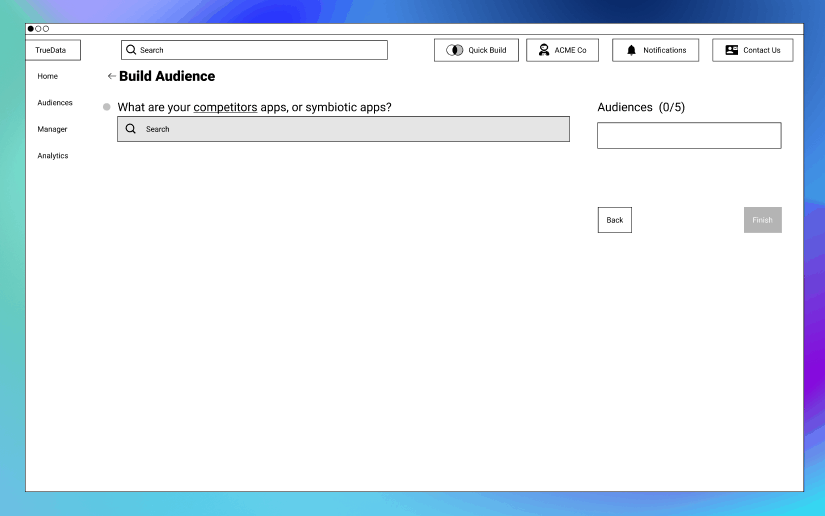 TrueData
Search
Quick Build
ACME Co
Notifications
Contact Us
Home
Audiences
Manager
Analytics
Build Audience
What are your competitors apps, or symbiotic apps?
Search
Audiences (0/5)
Back
Finish